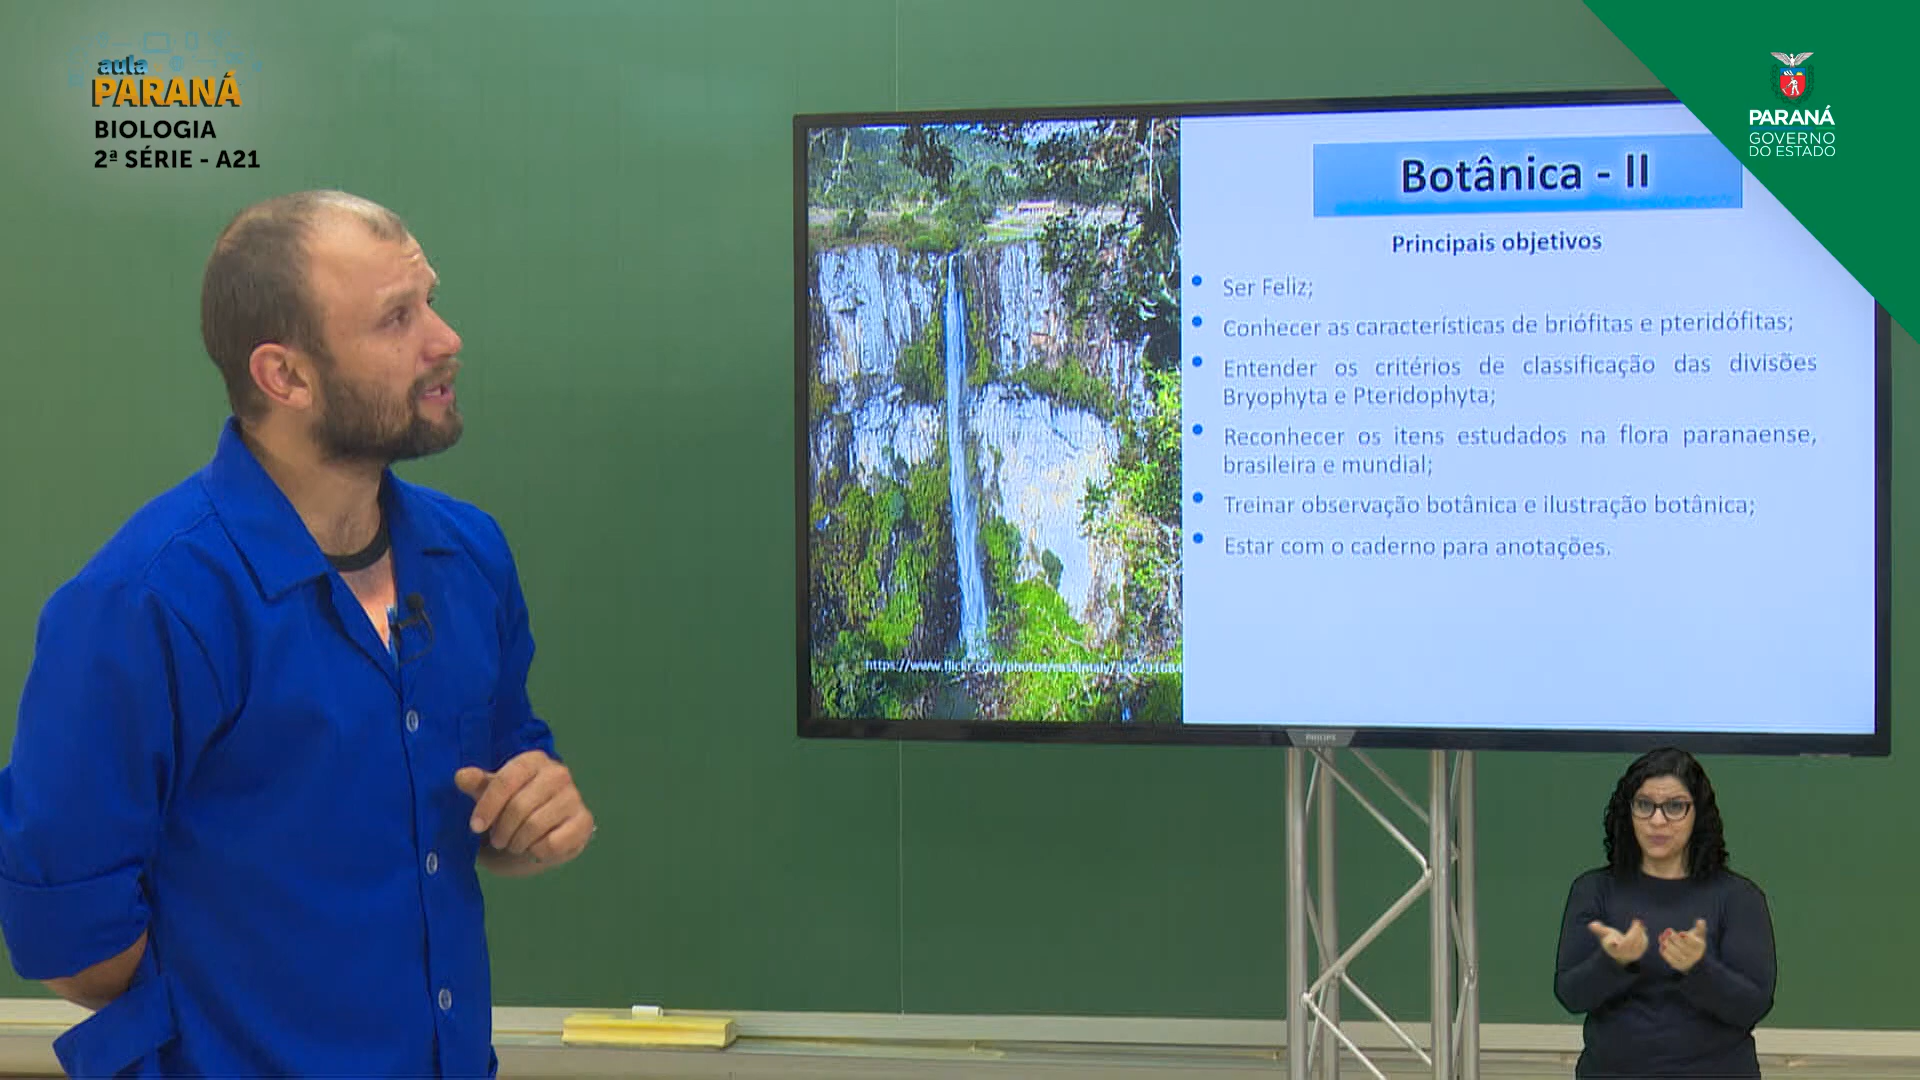 aula
PARANÁ
BIOLOGIA
2ª SÉRIE - A21
PARANÁ
GOVERNO
DO ESTADO
Botânica - II
Principais objetivos
• Ser Feliz;
• Conhecer as características de briófitas e pteridófitas;
• Entender os critérios de classificação das divisões
Bryophyta e Pteridophyta;
• Reconhecer os itens estudados na flora paranaense,
brasileira e mundial;
• Treinar observação botânica e ilustração botânica;
• Estar com o caderno para anotações.
PHILIPS